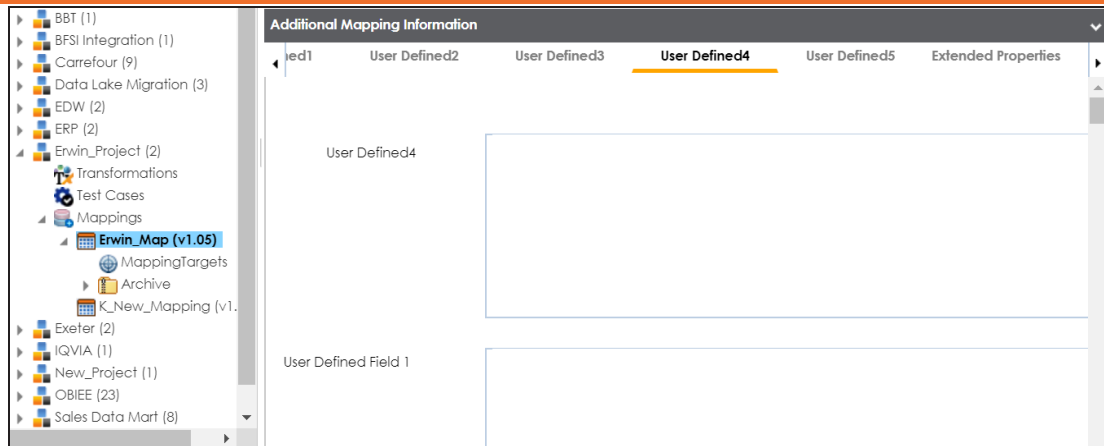 BBT (1)
BFSI Integration (1)
Carrefour (9)
Data Lake Migration (3)
EDW (2)
ERP (2)
Erwin_Project (2)
Transformations
Test Cases
Mappings
Erwin_Map (v1.05)
MappingTargets
Archive
K_New_Mapping (v1.
Exeter (2)
IQVIA (1)
New_Project (1)
OBIEE (23)
Sales Data Mart (8)
Additional Mapping Information
ned1 User Defined2 User Defined3 User Defined4 User Defined5 Extended Properties
User Defined4
User Defined Field 1